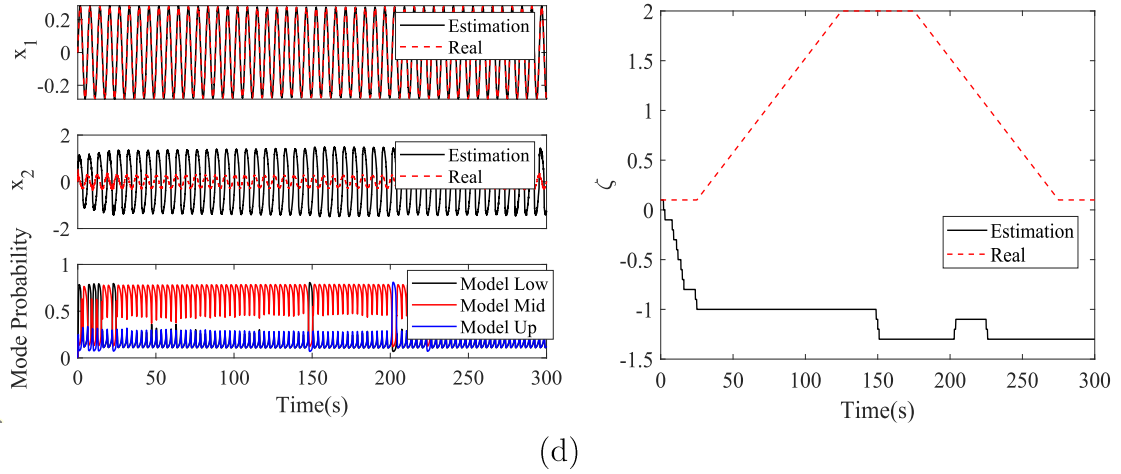 x1
0.2
0
-0.2
Estimation
Real
x2
2
0
-2
Estimation
Real
Mode Probability
1
0.5
0
Model Low
Model Mid
Model Up
0 50 100 150 200 250 300
Time(s)
ζ
2
1.5
1
0.5
0
-0.5
-1
-1.5
Estimation
Real
0 50 100 150 200 250 300
Time(s)
(d)